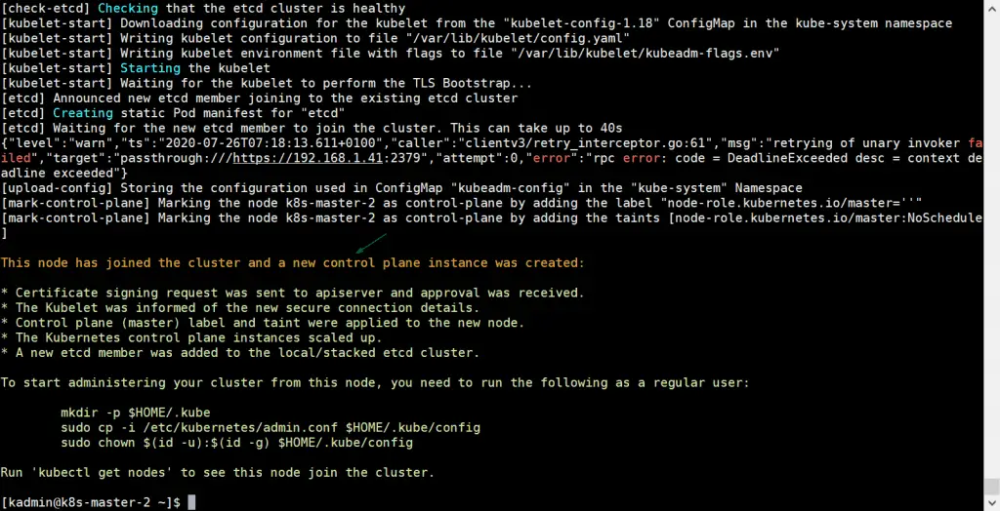 [check-etcd] Checking that the etcd cluster is healthy
[kubelet-start] Downloading configuration for the kubelet from the "kubelet-config-1.18" ConfigMap in the kube-system namespace
[kubelet-start] Writing kubelet configuration to file "/var/lib/kubelet/config.yaml"
[kubelet-start] Writing kubelet environment file with flags to file "/var/lib/kubelet/kubeadm-flags.env"
[kubelet-start] Starting the kubelet
[kubelet-start] Waiting for the kubelet to perform the TLS Bootstrap...
[etcd] Announced new etcd member joining to the existing etcd cluster
[etcd] Creating static Pod manifest for "etcd"
[etcd] Waiting for the new etcd member to join the cluster. This can take up to 40s
{"level":"warn","ts":"2020-07-26T07:18:13.611+0100","caller":"clientv3/retry_interceptor.go:61","msg":"retrying of unary invoker fa
iled","target":"passthrough:///https://192.168.1.41:2379","attempt":0,"error":"rpc error: code = DeadlineExceeded desc = context de
adline exceeded"}
[upload-config] Storing the configuration used in ConfigMap "kubeadm-config" in the "kube-system" Namespace
[mark-control-plane] Marking the node k8s-master-2 as control-plane by adding the label "node-role.kubernetes.io/master=''"
[mark-control-plane] Marking the node k8s-master-2 as control-plane by adding the taints [node-role.kubernetes.io/master:NoSchedule
]
This node has joined the cluster and a new control plane instance was created:
* Certificate signing request was sent to apiserver and approval was received.
* The Kubelet was informed of the new secure connection details.
* Control plane (master) label and taint were applied to the new node.
* The Kubernetes control plane instances scaled up.
* A new etcd member was added to the local/stacked etcd cluster.
To start administering your cluster from this node, you need to run the following as a regular user:
mkdir -p $HOME/.kube
sudo cp -i /etc/kubernetes/admin.conf $HOME/.kube/config
sudo chown $(id -u):$(id -g) $HOME/.kube/config
Run 'kubectl get nodes' to see this node join the cluster.
[kadmin@k8s-master-2 ~]$